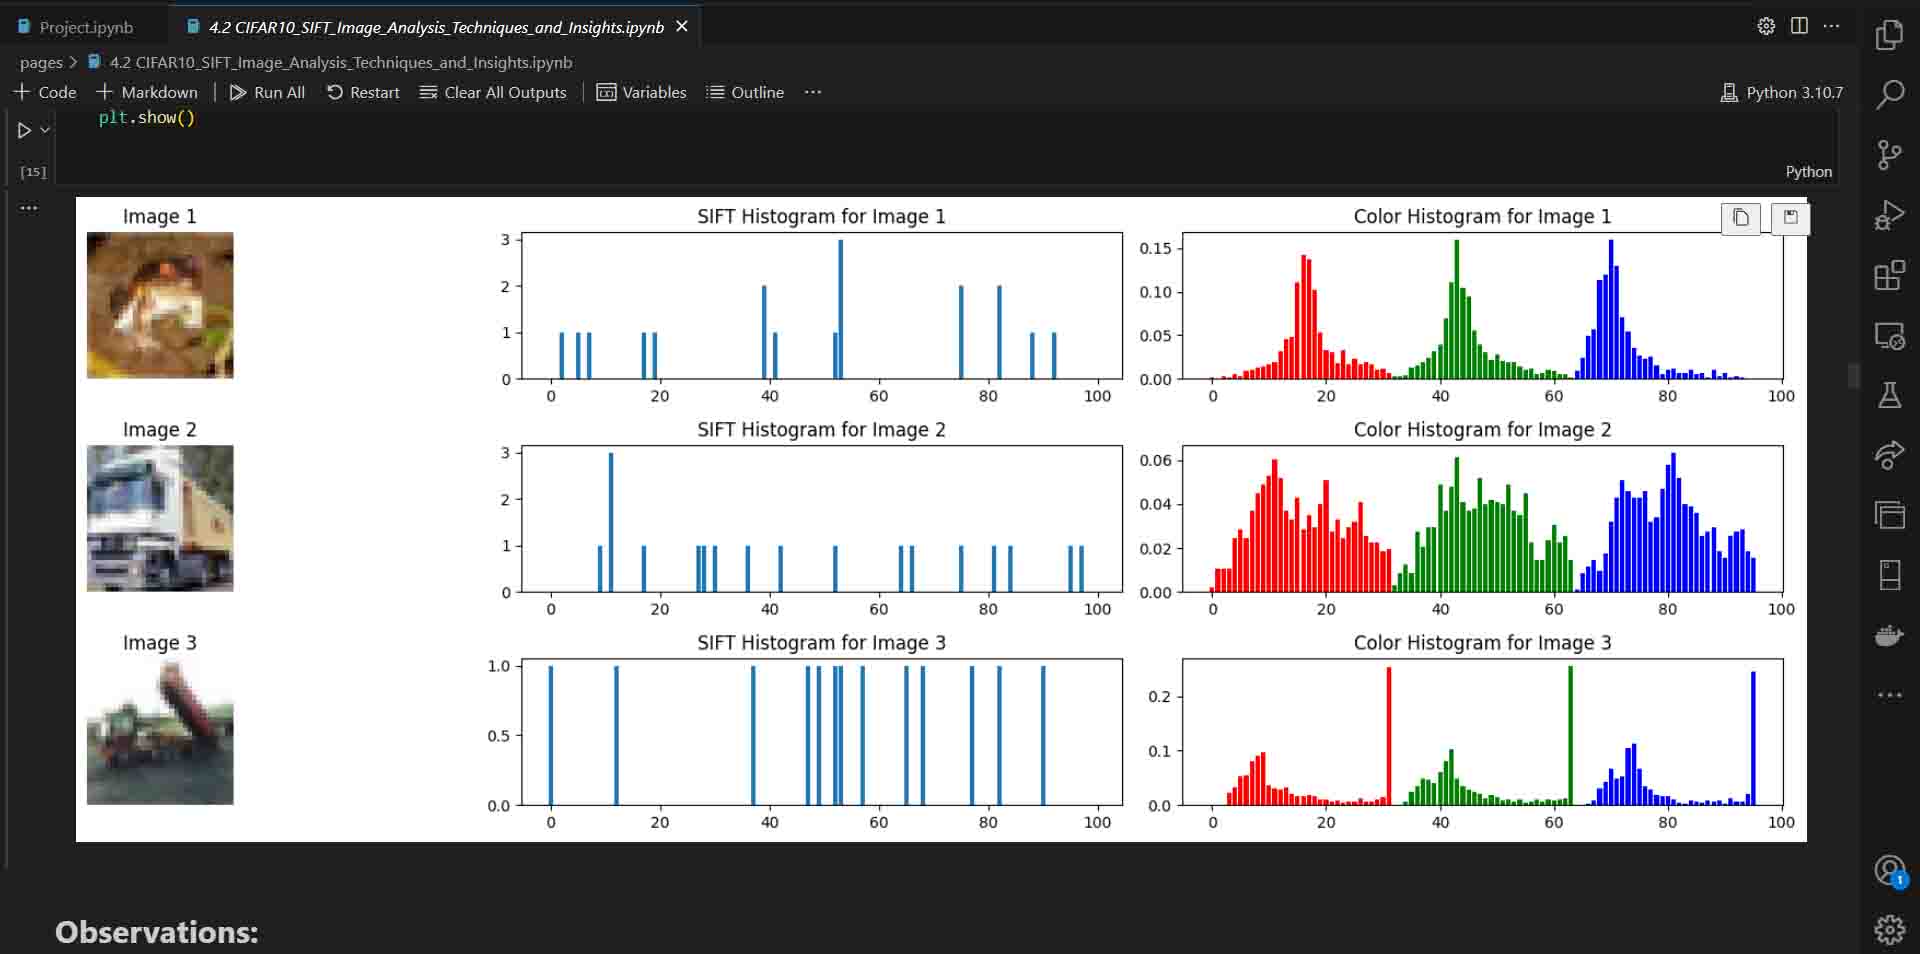 Project.ipynb
4.2 CIFAR10_SIFT_Image_Analysis_Techniques_and_Insights.ipynb
pages > 4.2 CIFAR10_SIFT_Image_Analysis_Techniques_and_Insights.ipynb
+ Code + Markdown | Run All Restart Clear All Outputs | Variables Outline ... Python 3.10.7
plt.show()
[15]
Python
Image 1
SIFT Histogram for Image 1
3
2
1
0
0 20 40 60 80 100
Color Histogram for Image 1
0.15
0.10
0.05
0.00
0 20 40 60 80 100
Image 2
SIFT Histogram for Image 2
3
2
1
0
0 20 40 60 80 100
Color Histogram for Image 2
0.06
0.04
0.02
0.00
0 20 40 60 80 100
Image 3
SIFT Histogram for Image 3
1.0
0.5
0.0
0 20 40 60 80 100
Color Histogram for Image 3
0.2
0.1
0.0
0 20 40 60 80 100
1
Observations: